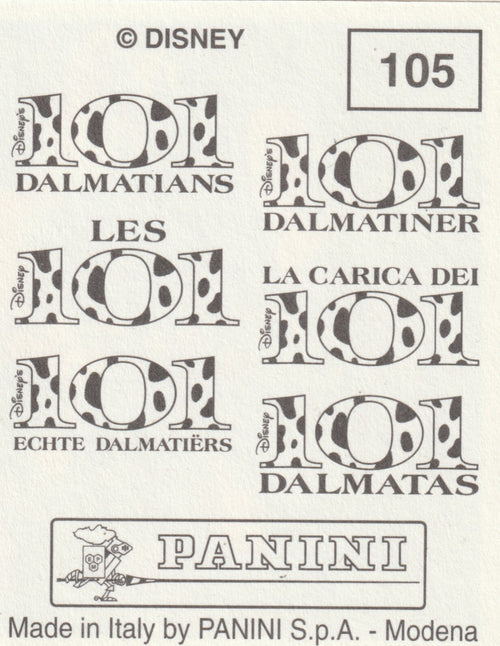 © DISNEY
105
DISNEY'S
101
DALMATIANS
DISNEY'S
101
DALMATINER
LES
DISNEY
101
LA CARICA DEI
DISNEY
101
DISNEY'S
101
ECHTE DALMATIËRS
DISNEY
101
DALMATAS
PANINI
Made in Italy by PANINI S.p.A. - Modena